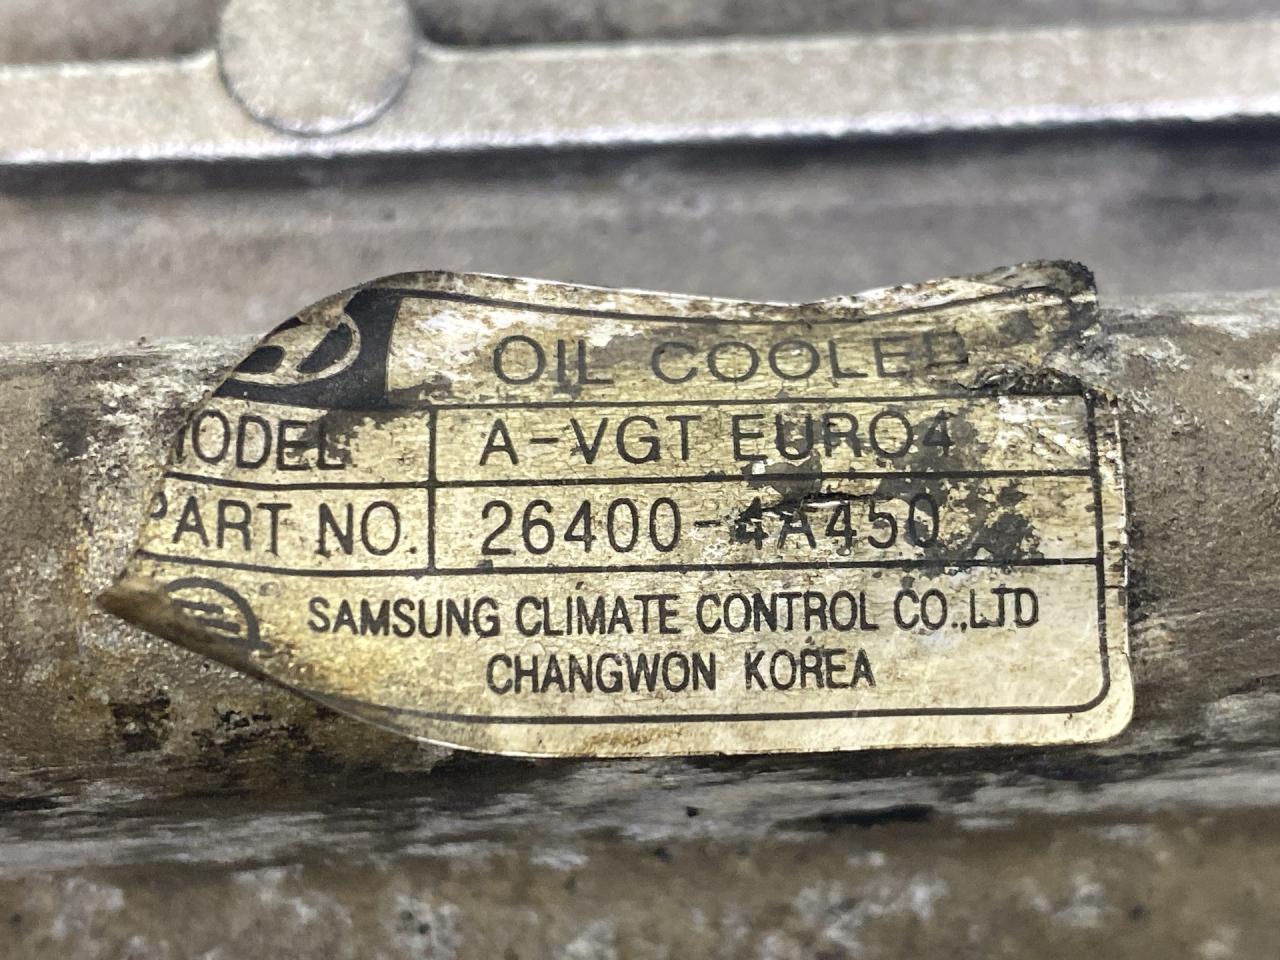 OIL COOLER
MODEL A-VGT EURO4
PART NO. 26400-4A450
SAMSUNG CLIMATE CONTROL CO.,LTD
CHANGWON KOREA